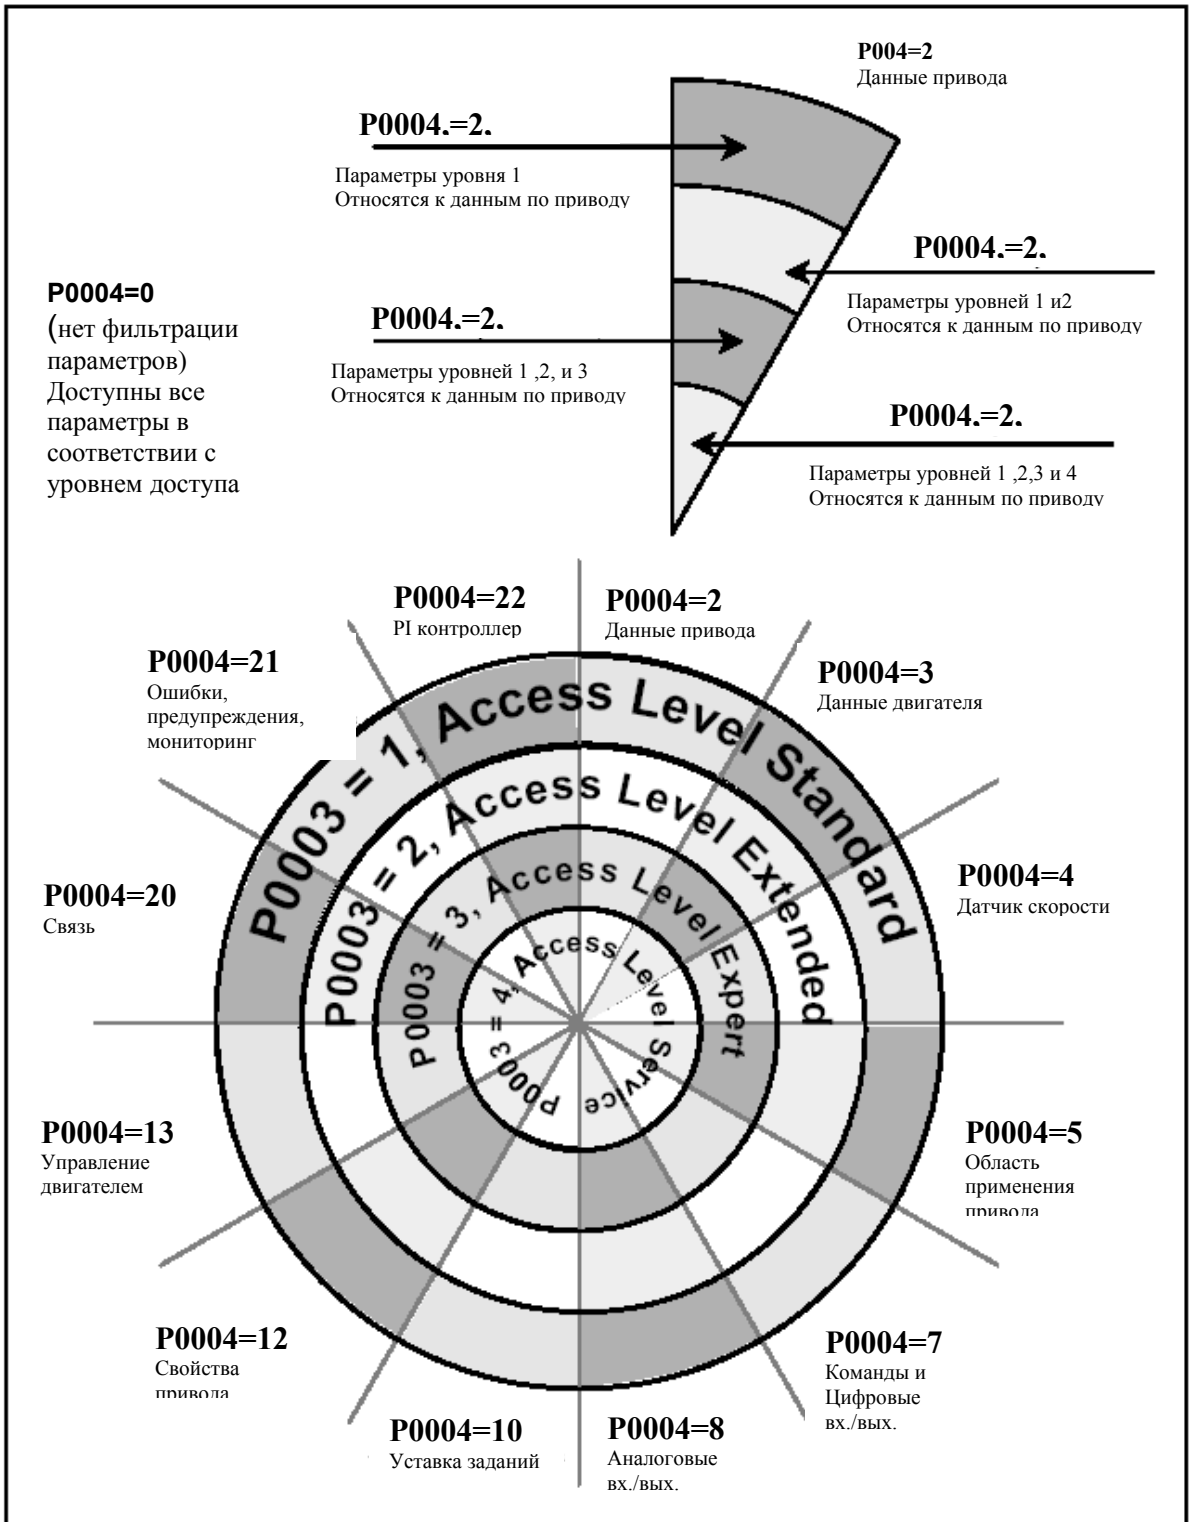 P004=2
Данные привода
P0004,=2,
Параметры уровня 1
Относятся к данным по приводу
P0004,=2,
Параметры уровней 1 и2
Относятся к данным по приводу
P0004=0
(нет фильтрации
параметров)
Доступны все
параметры в
соответствии с
уровнем доступа
P0004,=2,
Параметры уровней 1 ,2, и 3
Относятся к данным по приводу
P0004,=2,
Параметры уровней 1 ,2,3 и 4
Относятся к данным по приводу
P0004=22
PI контроллер
P0004=2
Данные привода
P0004=21
Ошибки,
предупреждения,
мониторинг
P0004=3
Данные двигателя
P0003 = 1, Access Level Standard
P0003 = 2, Access Level Extended
P0003 = 3, Access Level Expert
P0003 = 4, Access Level Service
P0004=20
Связь
P0004=4
Датчик скорости
P0004=13
Управление
двигателем
P0004=5
Область
применения
привода
P0004=12
Свойства
привода
P0004=7
Команды и
Цифровые
вх./вых.
P0004=10
Уставка заданий
P0004=8
Аналоговые
вх./вых.